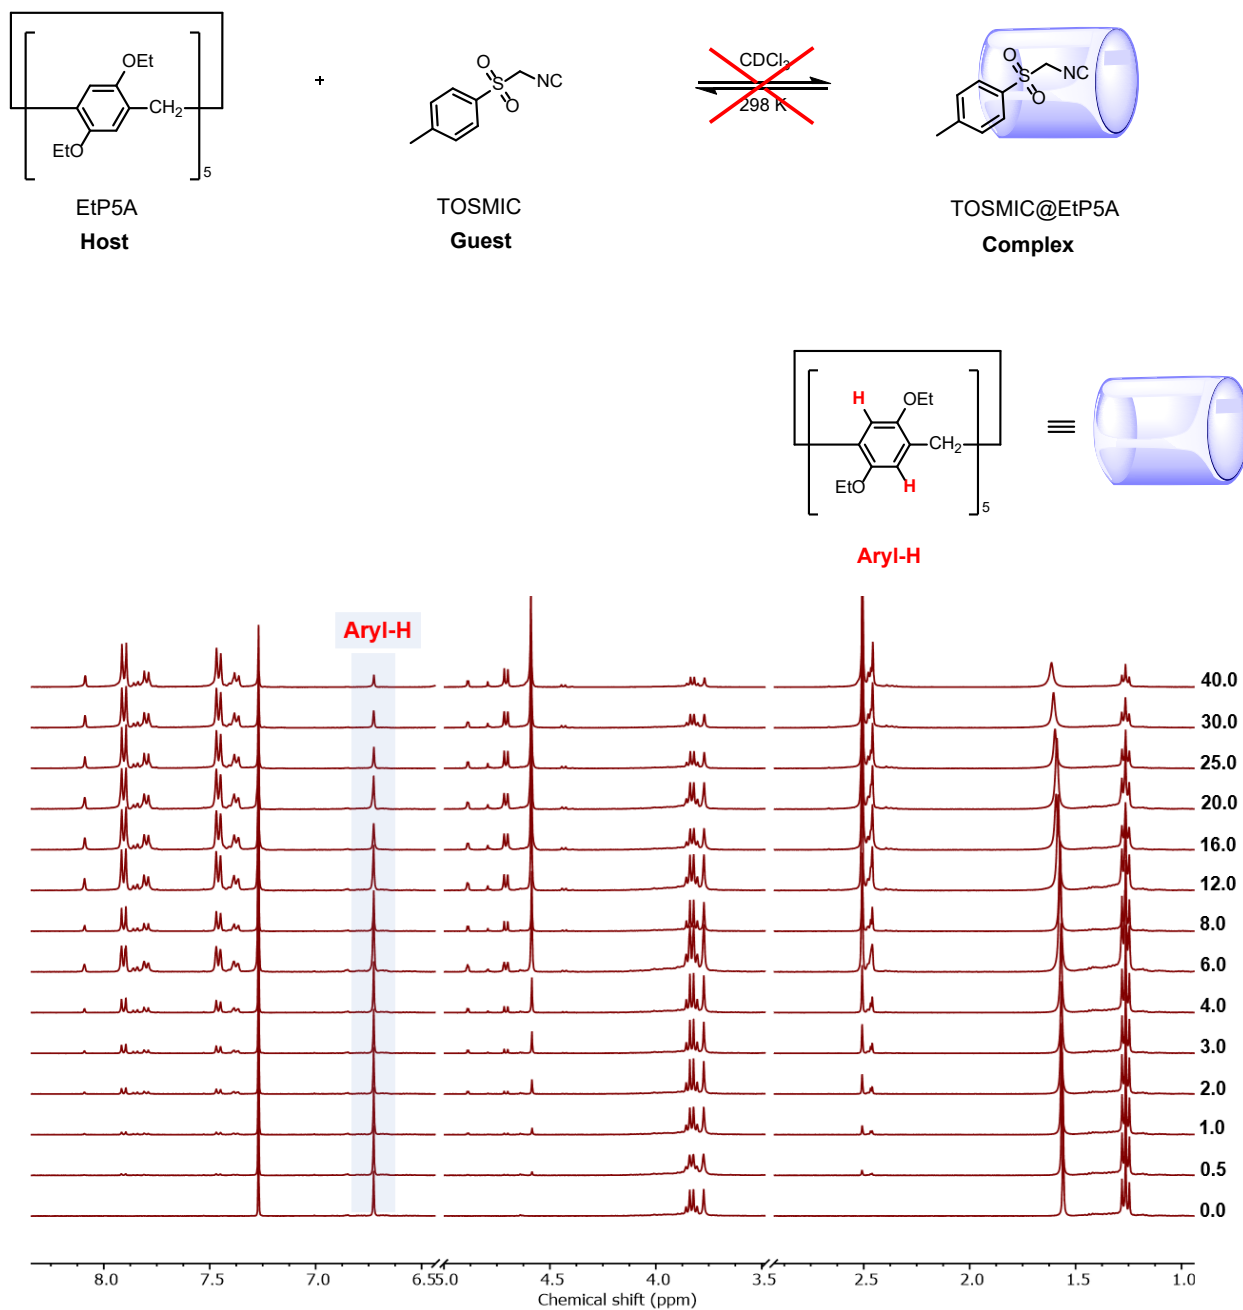 OEt
CH2
EtO
5
+
O
S
O
NC
CDCl3
298 K
O
S
O
NC
EtP5A
Host
TOSMIC
Guest
TOSMIC@EtP5A
Complex
H
OEt
CH2
EtO
H
5
≡
Aryl-H
Aryl-H
40.0
30.0
25.0
20.0
16.0
12.0
8.0
6.0
4.0
3.0
2.0
1.0
0.5
0.0
8.0 7.5 7.0 6.5 5.0 4.5 4.0 3.5 2.5 2.0 1.5 1.0
Chemical shift (ppm)